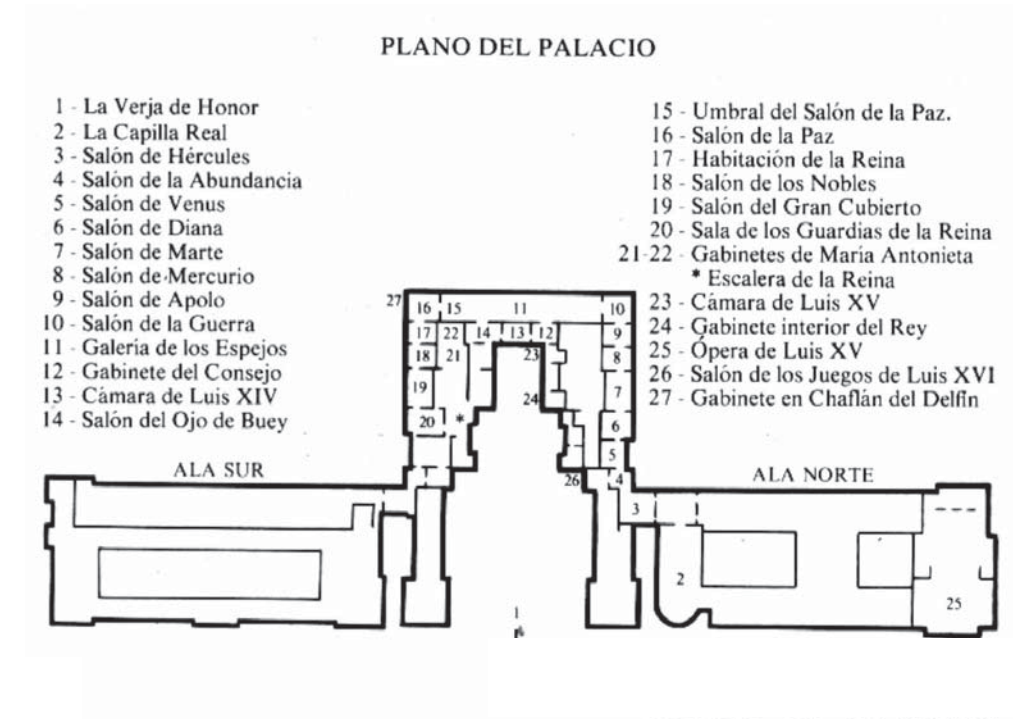 PLANO DEL PALACIO
1 - La Verja de Honor
2 - La Capilla Real
3 - Salón de Hércules
4 - Salón de la Abundancia
5 - Salón de Venus
6 - Salón de Diana
7 - Salón de Marte
8 - Salón de Mercurio
9 - Salón de Apolo
10 - Salón de la Guerra
11 - Galería de los Espejos
12 - Gabinete del Consejo
13 - Cámara de Luis XIV
14 - Salón del Ojo de Buey
15 - Umbral del Salón de la Paz.
16 - Salón de la Paz
17 - Habitación de la Reina
18 - Salón de los Nobles
19 - Salón del Gran Cubierto
20 - Sala de los Guardias de la Reina
21-22 - Gabinetes de María Antonieta
* Escalera de la Reina
23 - Cámara de Luis XV
24 - Gabinete interior del Rey
25 - Ópera de Luis XV
26 - Salón de los Juegos de Luis XVI
27 - Gabinete en Chaflán del Delfín
27 16 15 11 10
17 22 14 13 12 9
18 21 23 8
19 24 7
20 * 6
5
ALA SUR
ALA NORTE
26 4
3
2
25
1